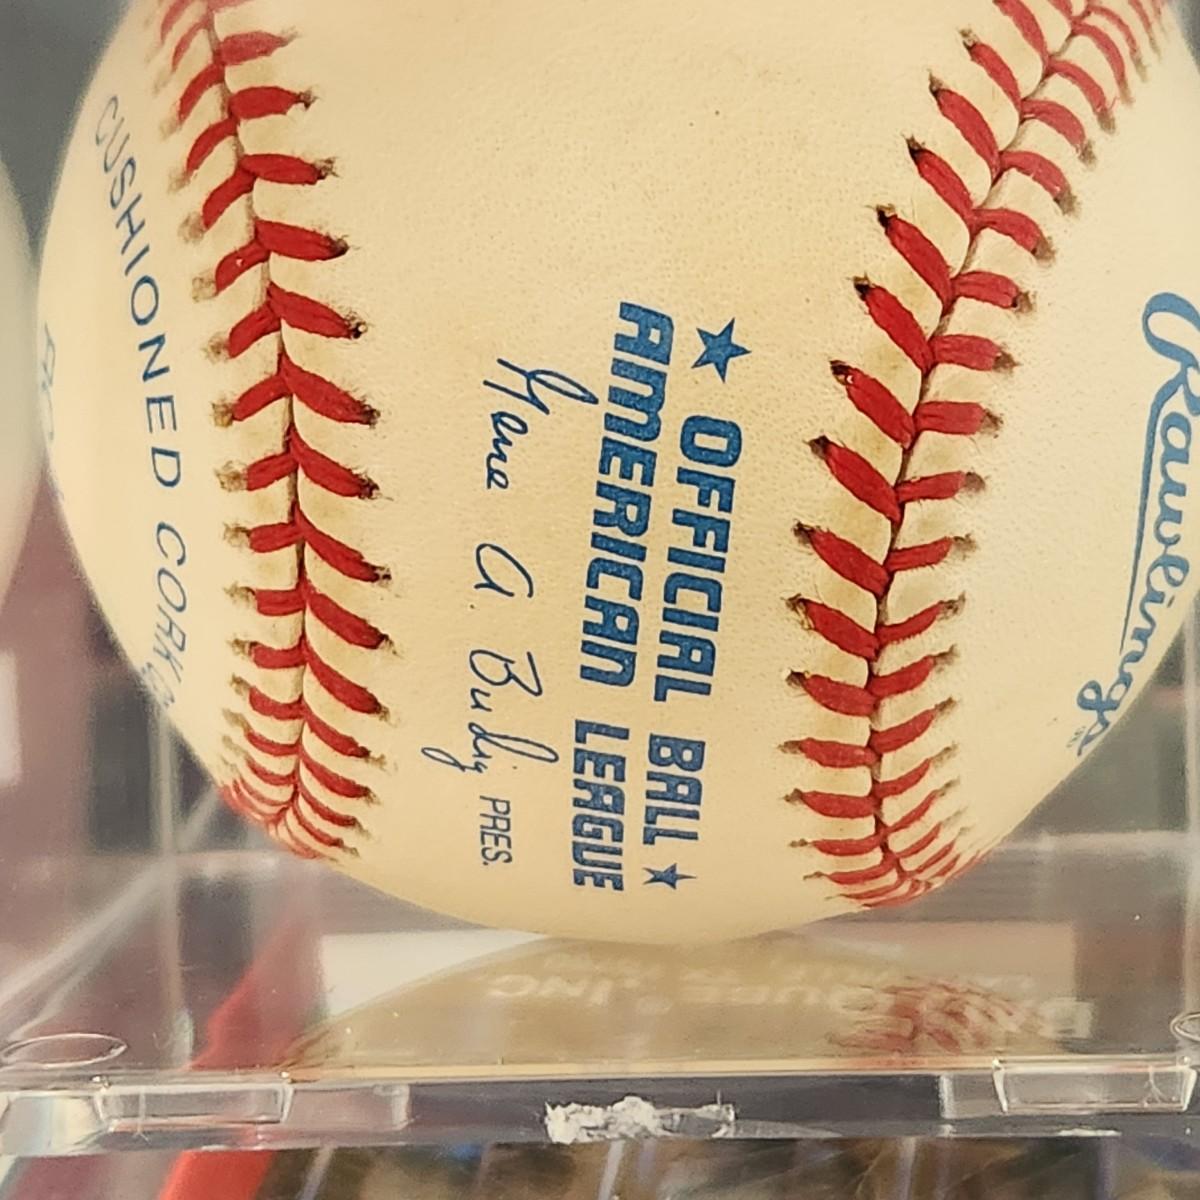 ★ OFFICIAL BALL ★
AMERICAN LEAGUE
Gene A. Budig PRES.
Rawlings
CUSHIONED CORK